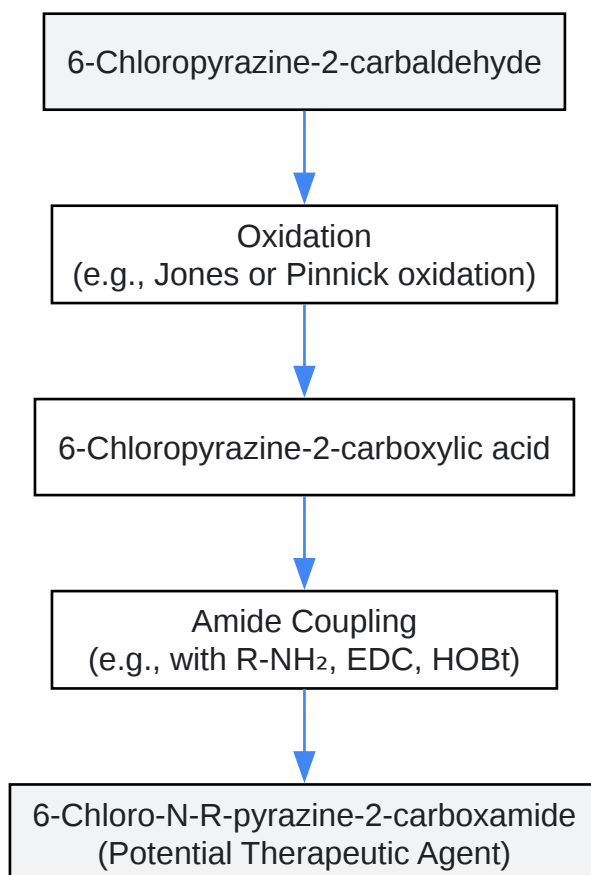 6-Chloropyrazine-2-carbaldehyde
Oxidation
(e.g., Jones or Pinnick oxidation)
6-Chloropyrazine-2-carboxylic acid
Amide Coupling
(e.g., with R-NH₂, EDC, HOBt)
6-Chloro-N-R-pyrazine-2-carboxamide
(Potential Therapeutic Agent)